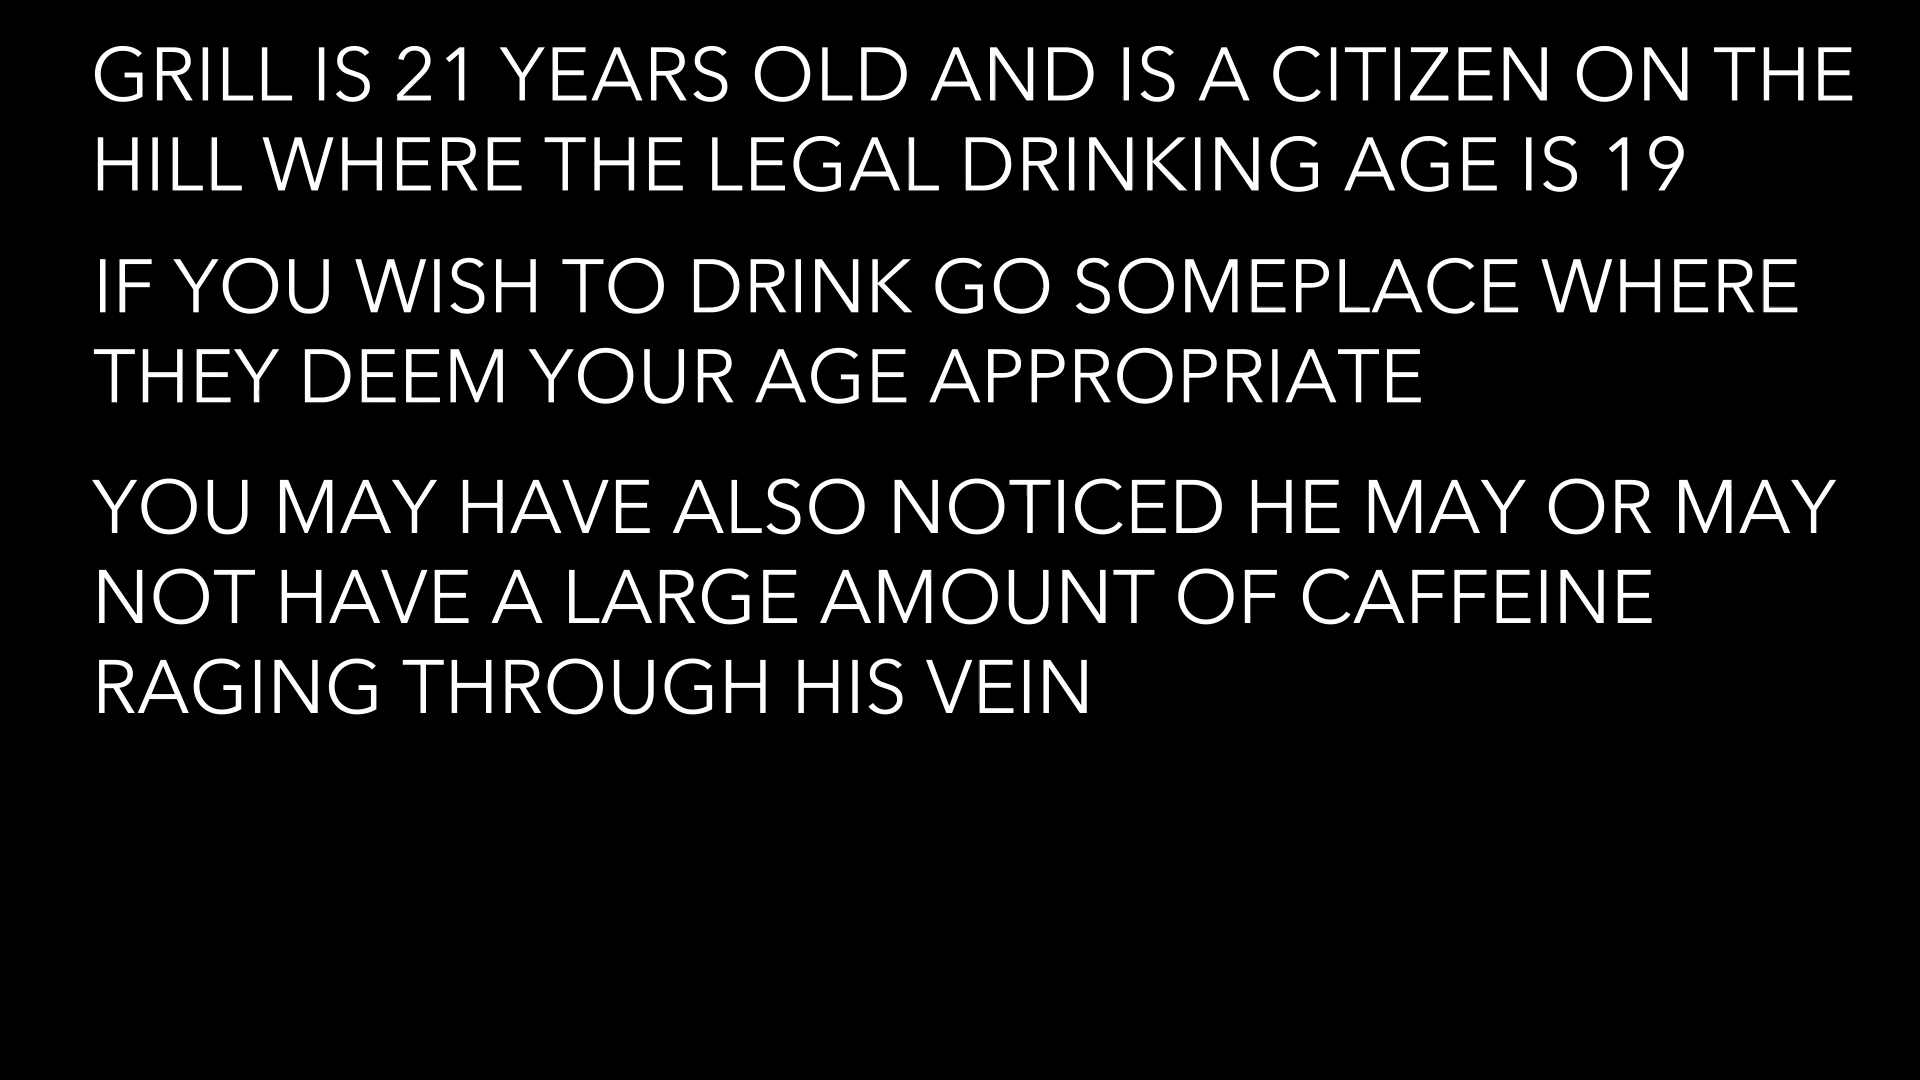 GRILL IS 21 YEARS OLD AND IS A CITIZEN ON THE
HILL WHERE THE LEGAL DRINKING AGE IS 19
IF YOU WISH TO DRINK GO SOMEPLACE WHERE
THEY DEEM YOUR AGE APPROPRIATE
YOU MAY HAVE ALSO NOTICED HE MAY OR MAY
NOT HAVE A LARGE AMOUNT OF CAFFEINE
RAGING THROUGH HIS VEIN